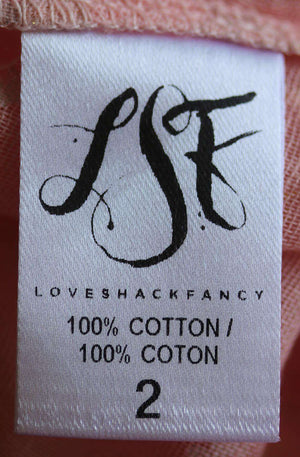 LSF
LOVESHACKFANCY
100% COTTON /
100% COTON
2